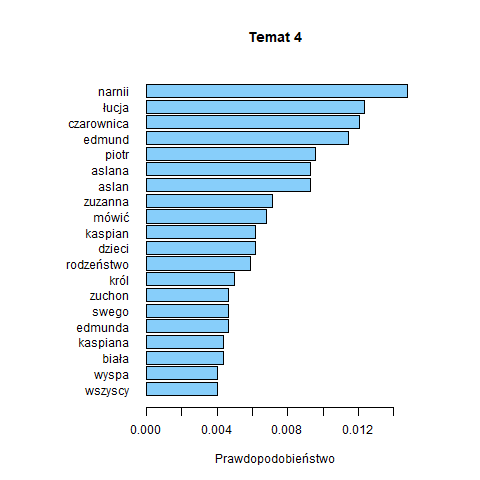 Temat 4
narnii
łucja
czarownica
edmund
piotr
aslana
aslan
zuzanna
mówić
kaspian
dzieci
rodzeństwo
król
zuchon
swego
edmunda
kaspiana
biała
wyspa
wszyscy
0.000 0.004 0.008 0.012
Prawdopodobieństwo